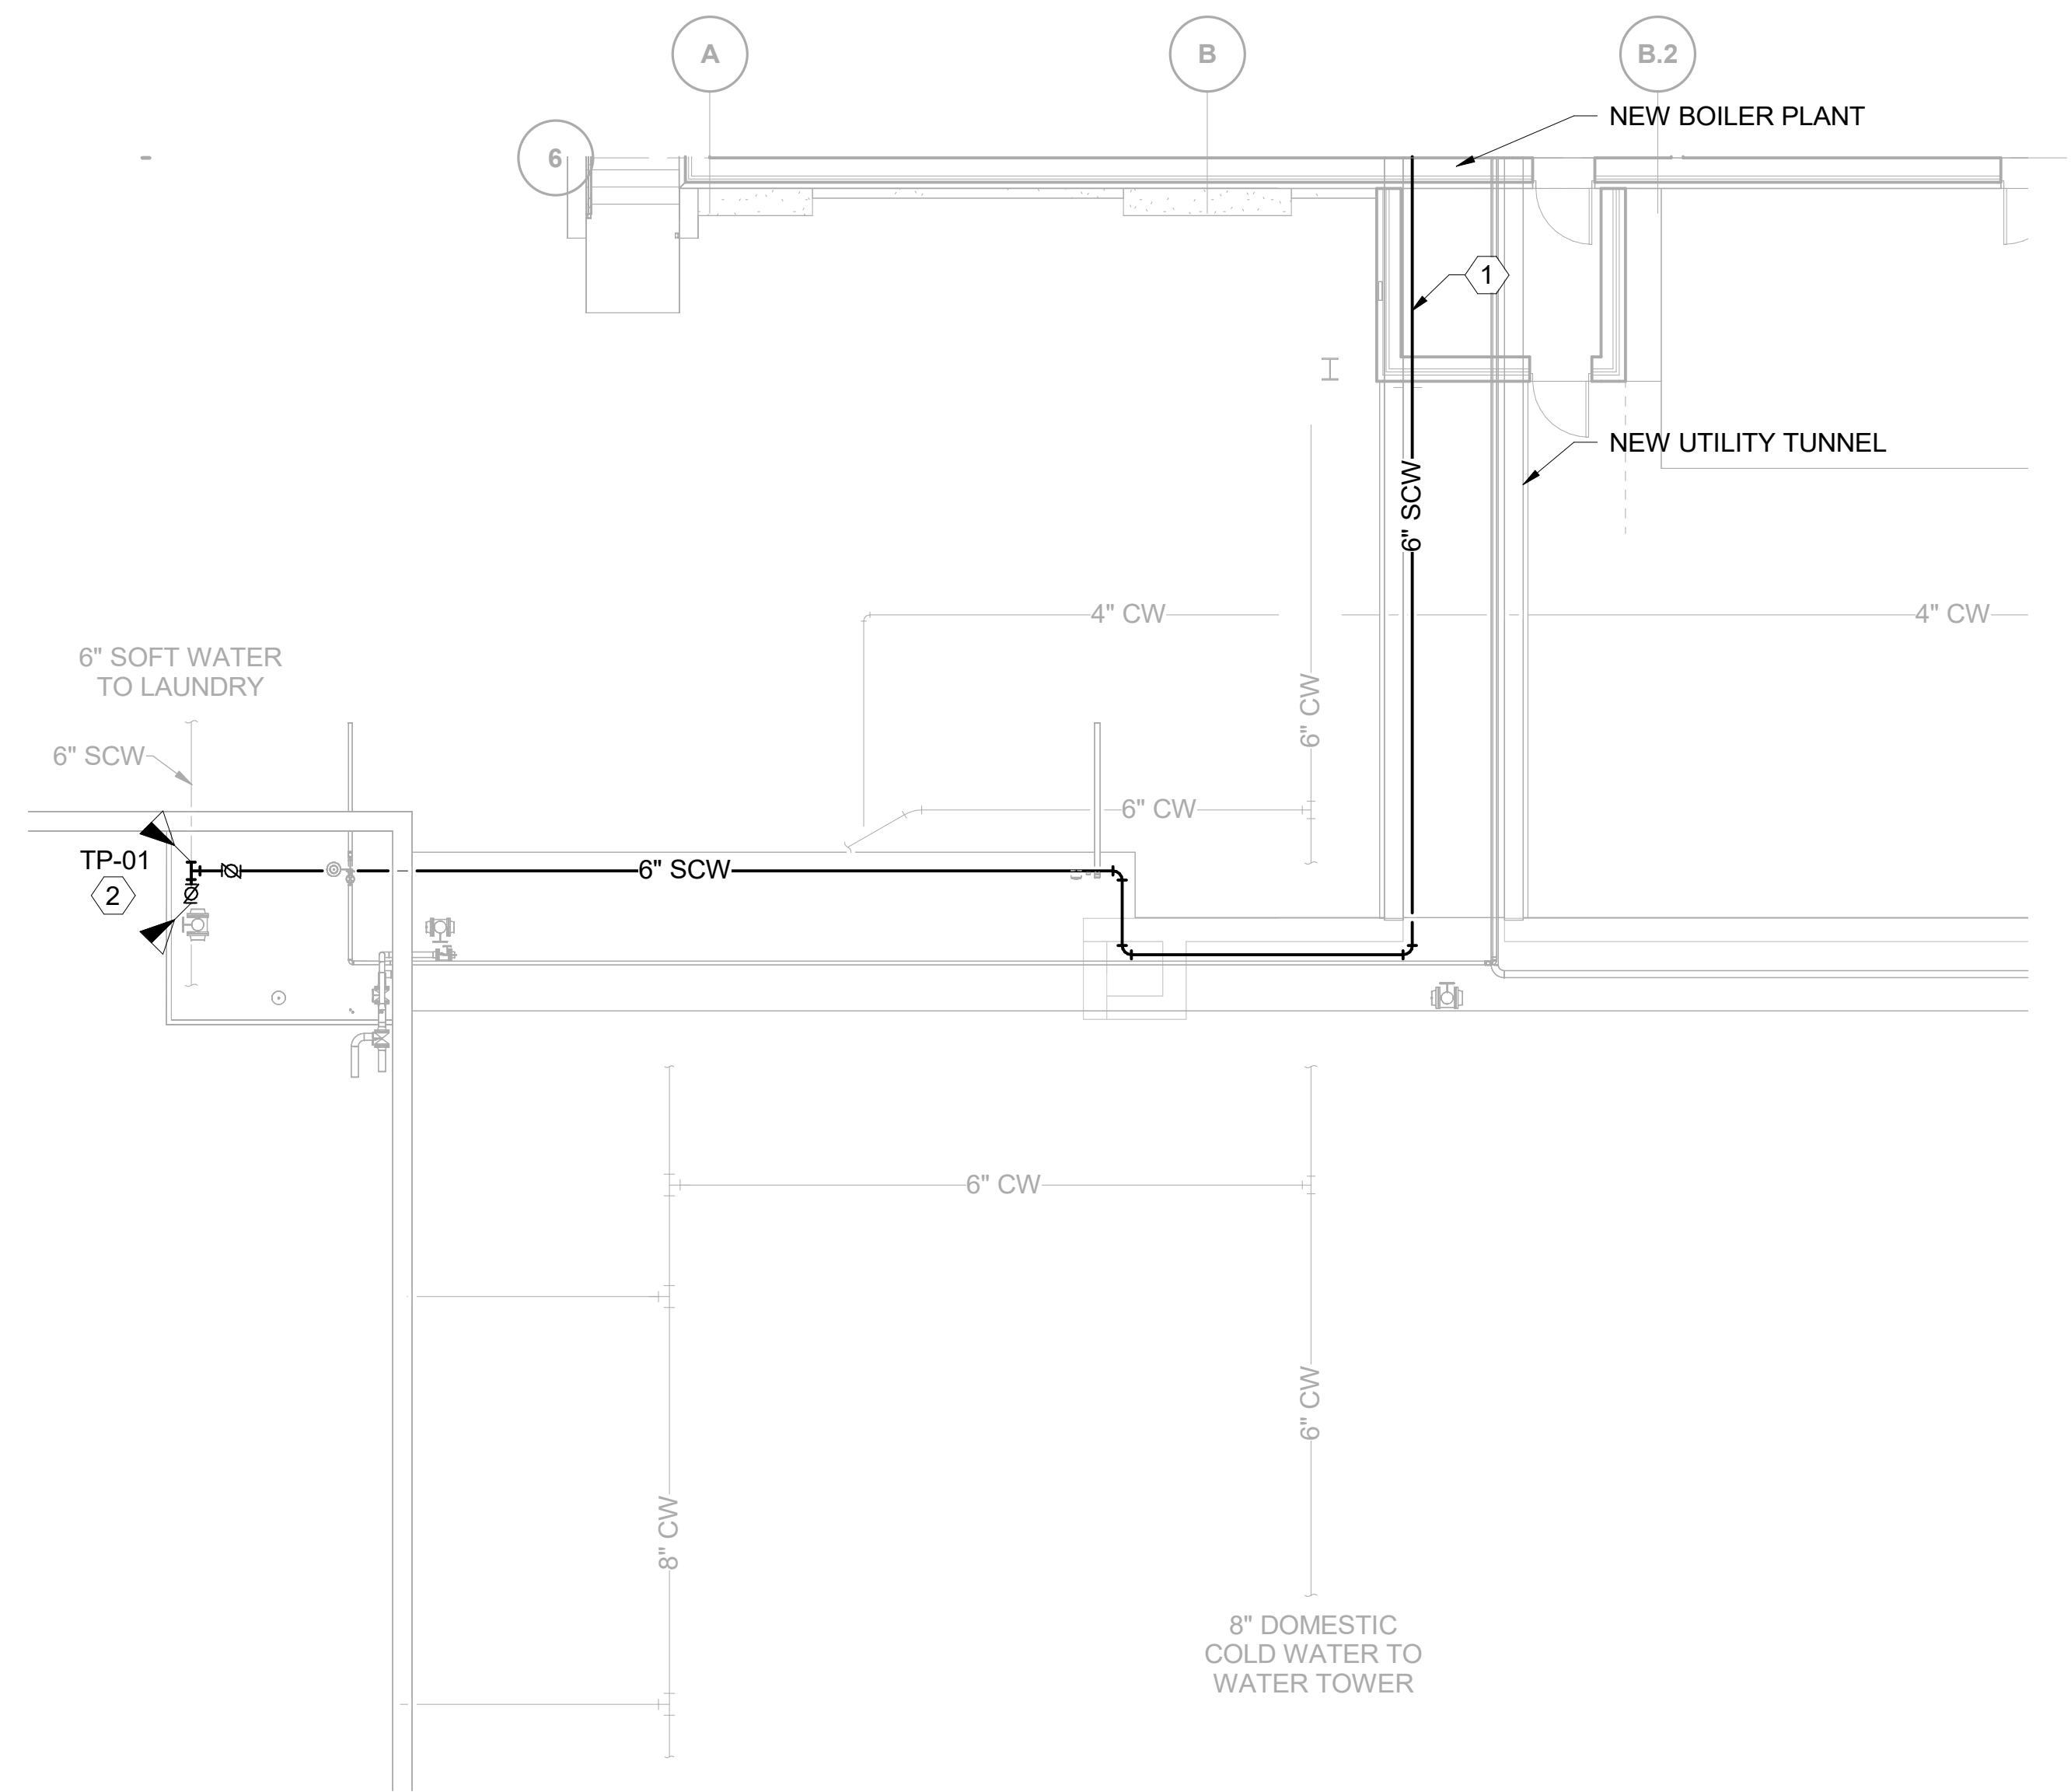 A
B
B.2
NEW BOILER PLANT
6
1
NEW UTILITY TUNNEL
6" SCW
4" CW
4" CW
6" SOFT WATER
TO LAUNDRY
6" CW
6" SCW
6" CW
TP-01
6" SCW
2
6" CW
6" CW
8" CW
8" DOMESTIC
COLD WATER TO
WATER TOWER